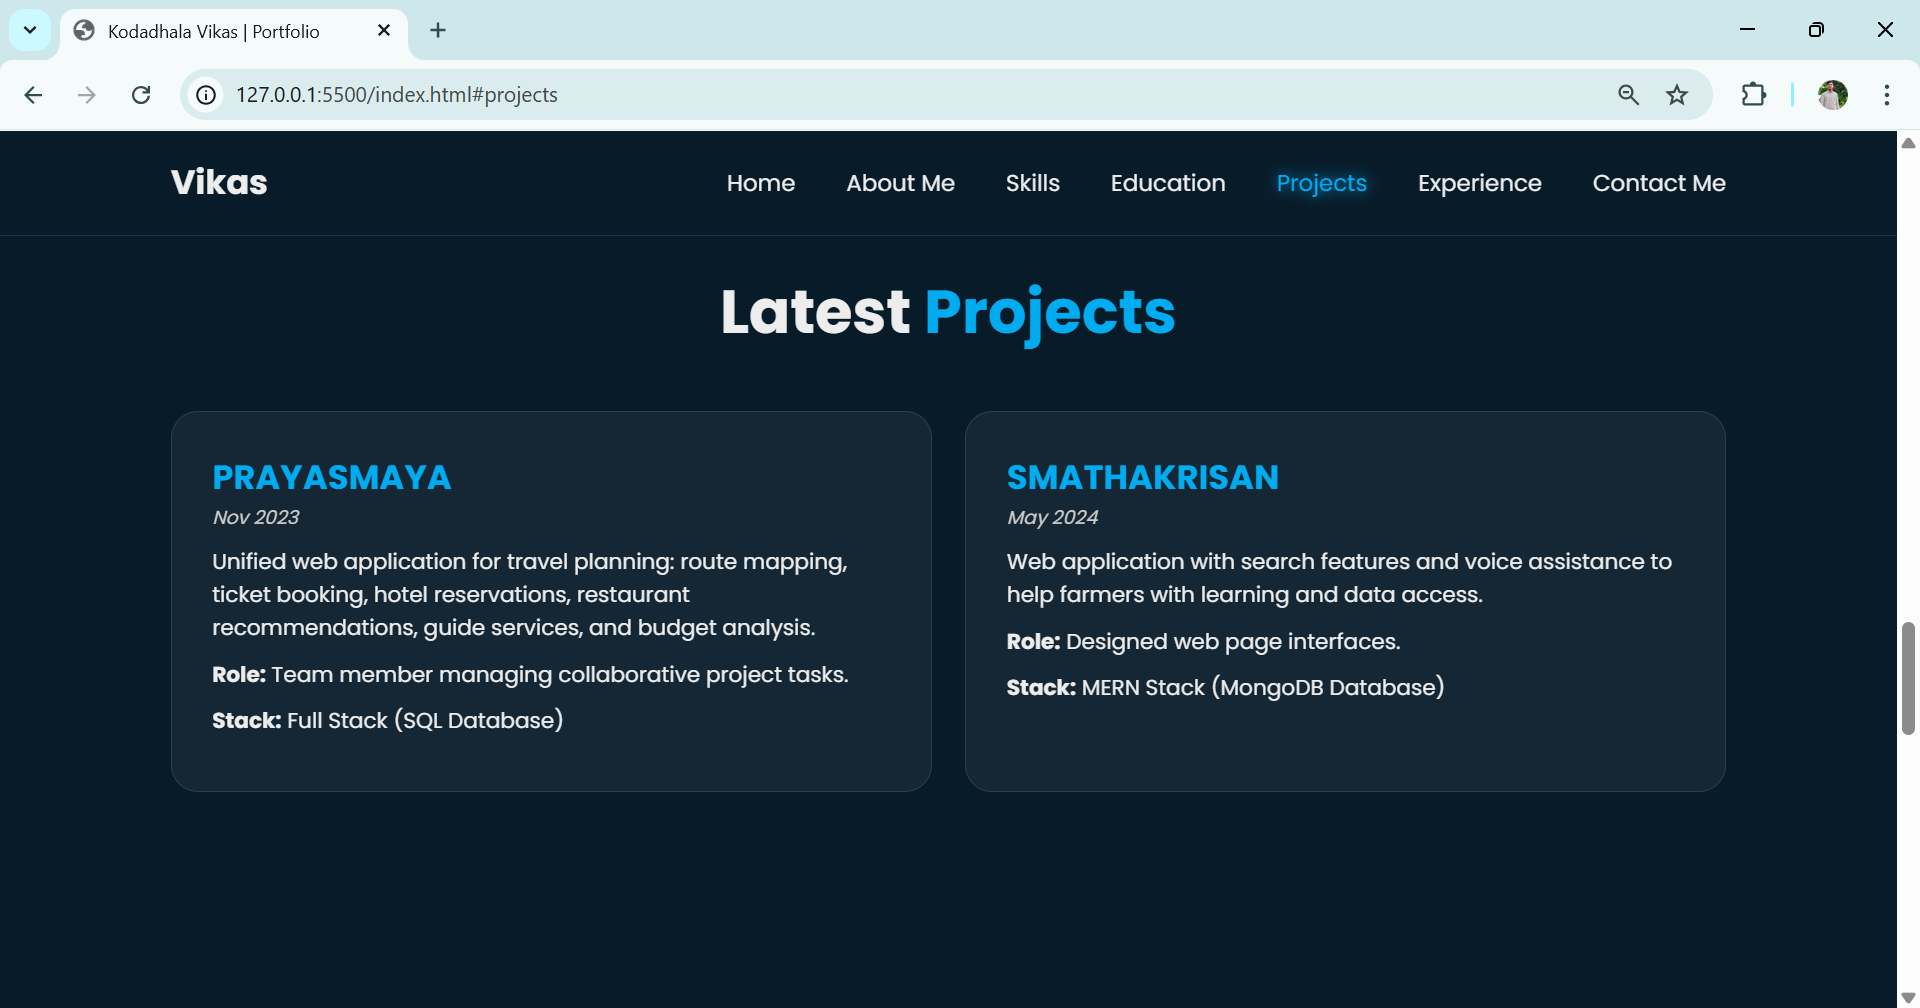 Kodadhala Vikas | Portfolio
127.0.0.1:5500/index.html#projects
Vikas
Home
About Me
Skills
Education
Projects
Experience
Contact Me
Latest Projects
PRAYASMAYA
Nov 2023
Unified web application for travel planning: route mapping,
ticket booking, hotel reservations, restaurant
recommendations, guide services, and budget analysis.
Role: Team member managing collaborative project tasks.
Stack: Full Stack (SQL Database)
SMATHAKRISAN
May 2024
Web application with search features and voice assistance to
help farmers with learning and data access.
Role: Designed web page interfaces.
Stack: MERN Stack (MongoDB Database)